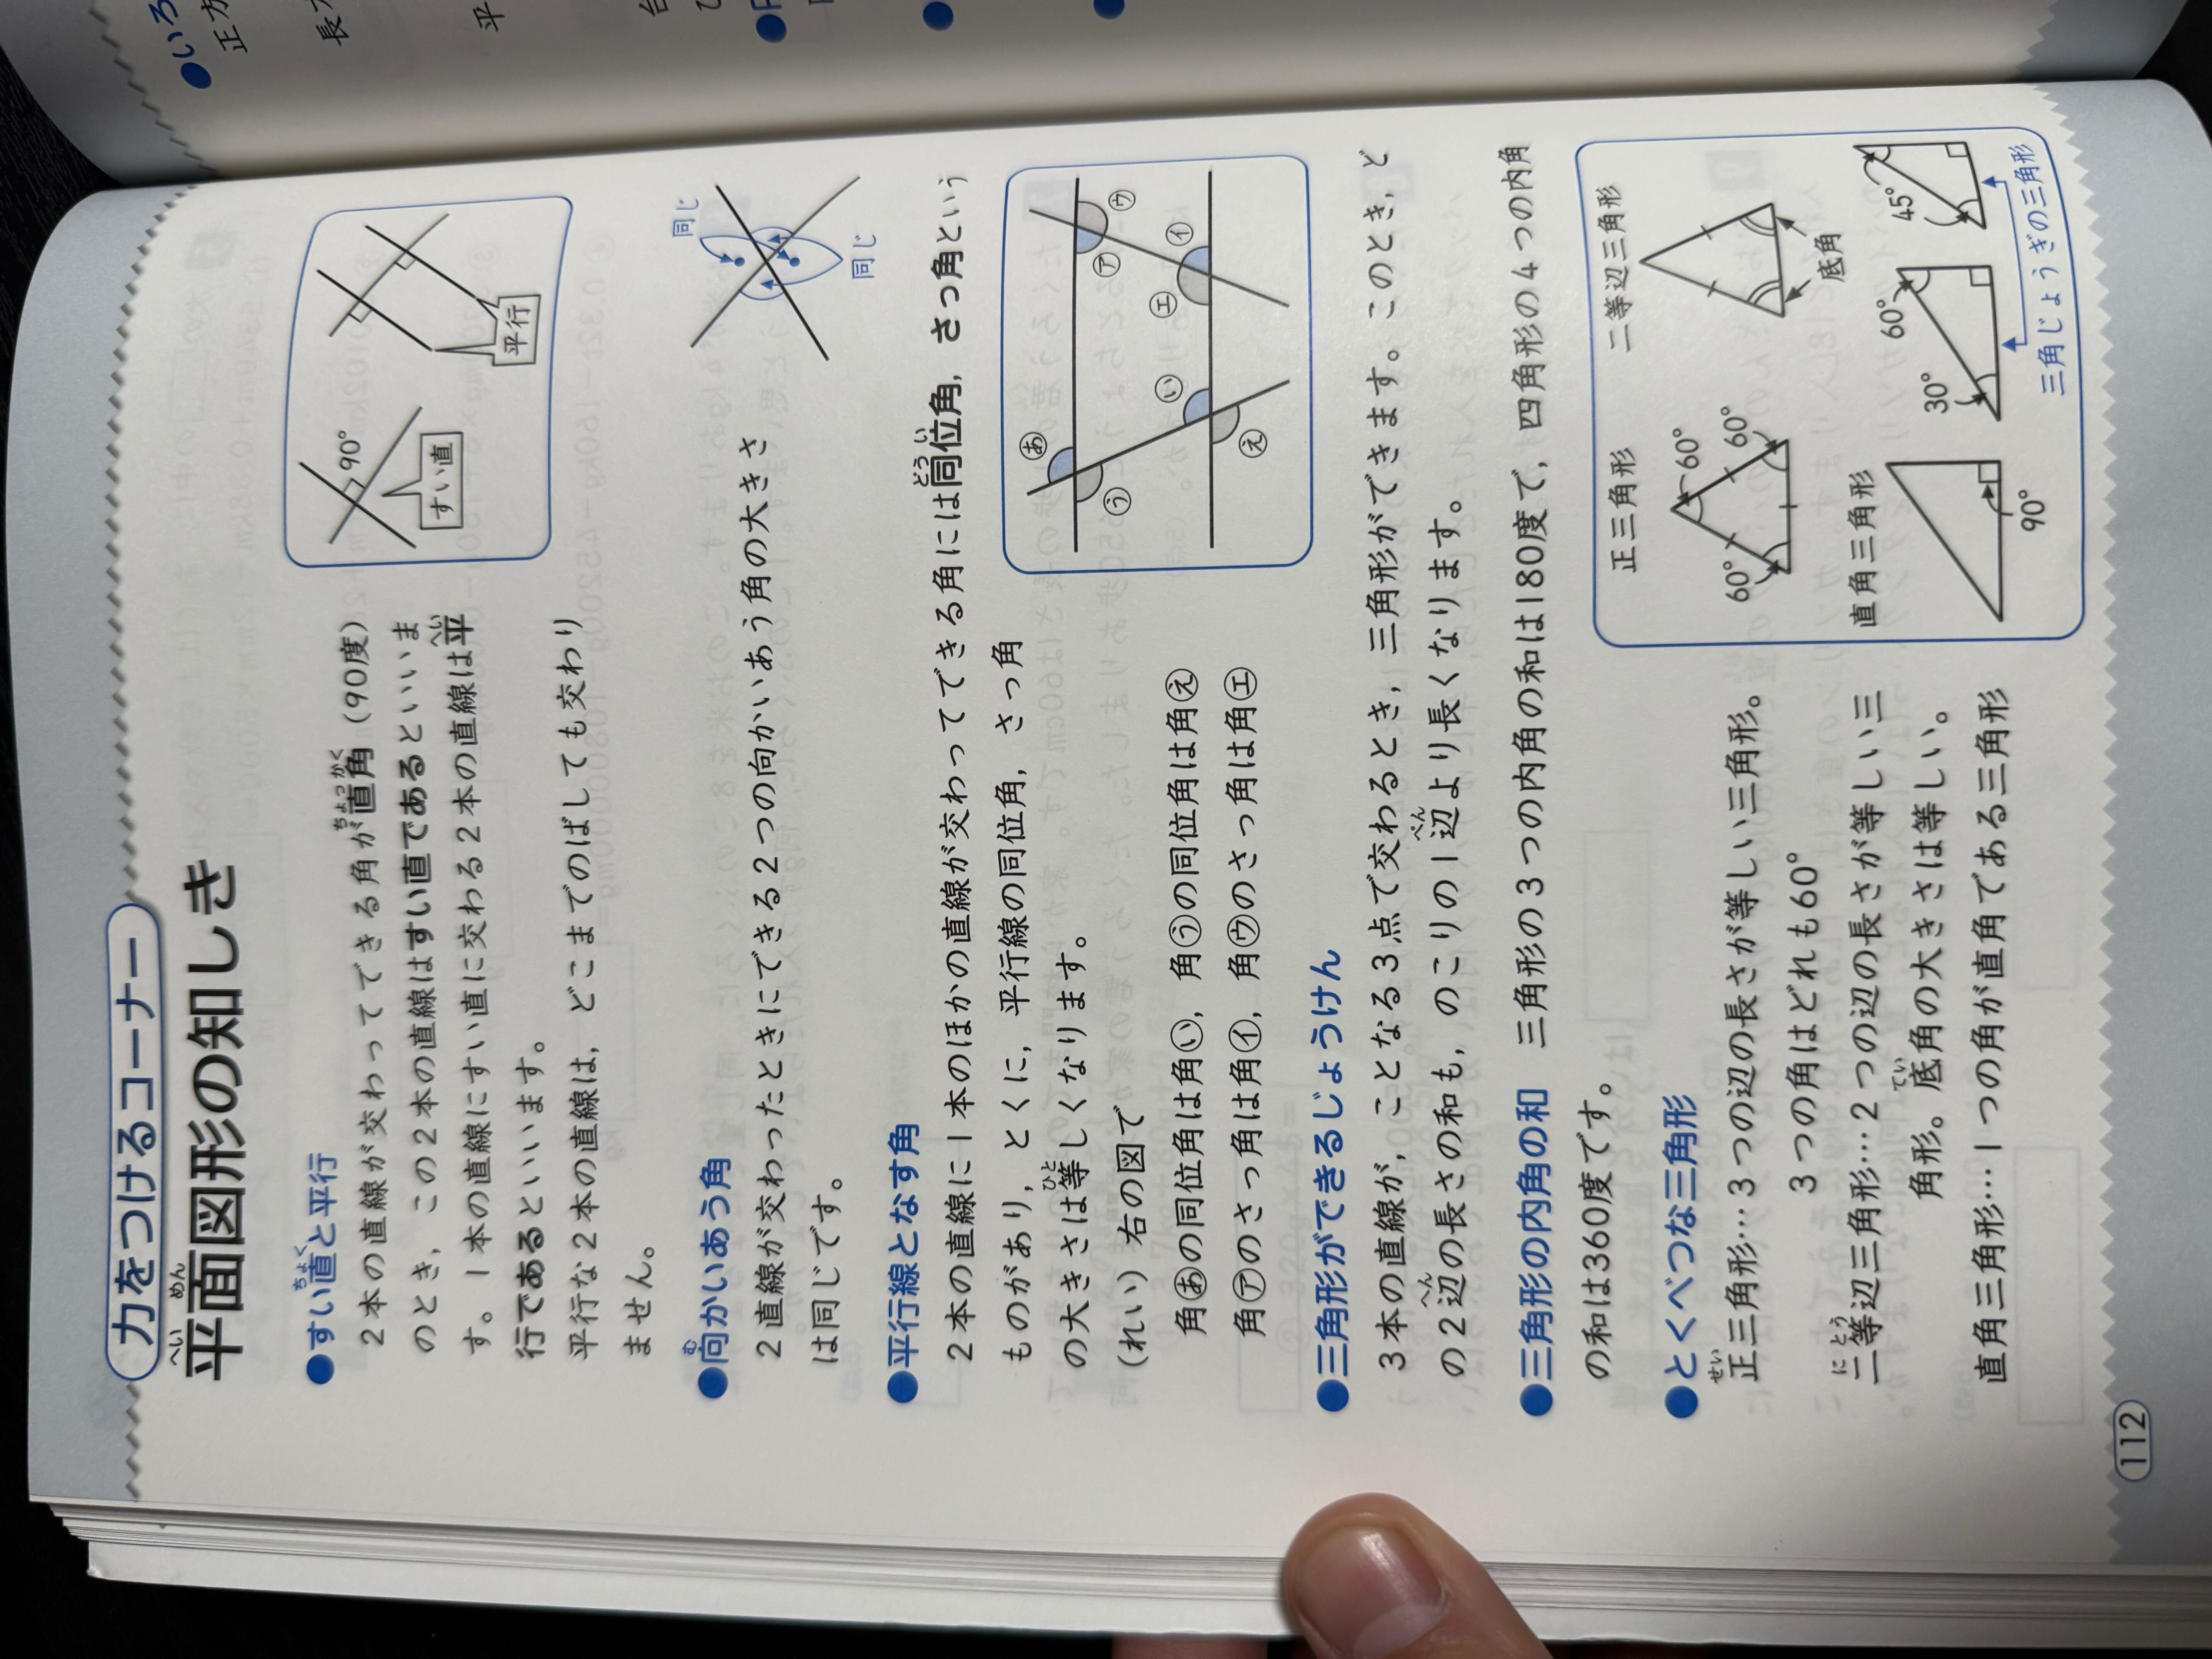 力をつけるコーナー
平面図形の知しき
●すい直と平行
2本の直線が交わってできる角が直角(90度)
のとき,この2本の直線はすい直であるといいま
す。1本の直線にすい直に交わる2本の直線は平
行であるといいます。
平行な2本の直線は,どこまでのばしても交わり
ません。
90°
すい直
平行
●向かいあう角
2直線が交わったときにできる2つの向かいあう角の大きさ
は同じです。
同じ
同じ
●平行線となす角
2本の直線に1本のほかの直線が交わってできる角には同位角,さっ角という
ものがあり,とくに,平行線の同位角,さっ角
の大きさは等しくなります。
(れい) 右の図で
角㋐の同位角は角㋑,角㋒の同位角は角㋓
角㋐のさっ角は角㋑,角㋒のさっ角は角㋓
あ
い
う
え
ア
イ
ウ
エ
●三角形ができるじょうけん
3本の直線が,ことなる3点で交わるとき,三角形ができます。このとき,ど
の2辺の長さの和も,のこりの1辺より長くなります。
●三角形の内角の和 三角形の3つの内角の和は180度で,四角形の4つの内角
の和は360度です。
●とくべつな三角形
正三角形…3つの辺の長さが等しい三角形。
3つの角はどれも60°
二等辺三角形…2つの辺の長さが等しい三
角形。底角の大きさは等しい。
直角三角形…1つの角が直角である三角形
正三角形
60°
60°
60°
二等辺三角形
底角
直角三角形
90°
30°
60°
45°
三角じょうぎの三角形
112
●いろ
正方
長方
平
台